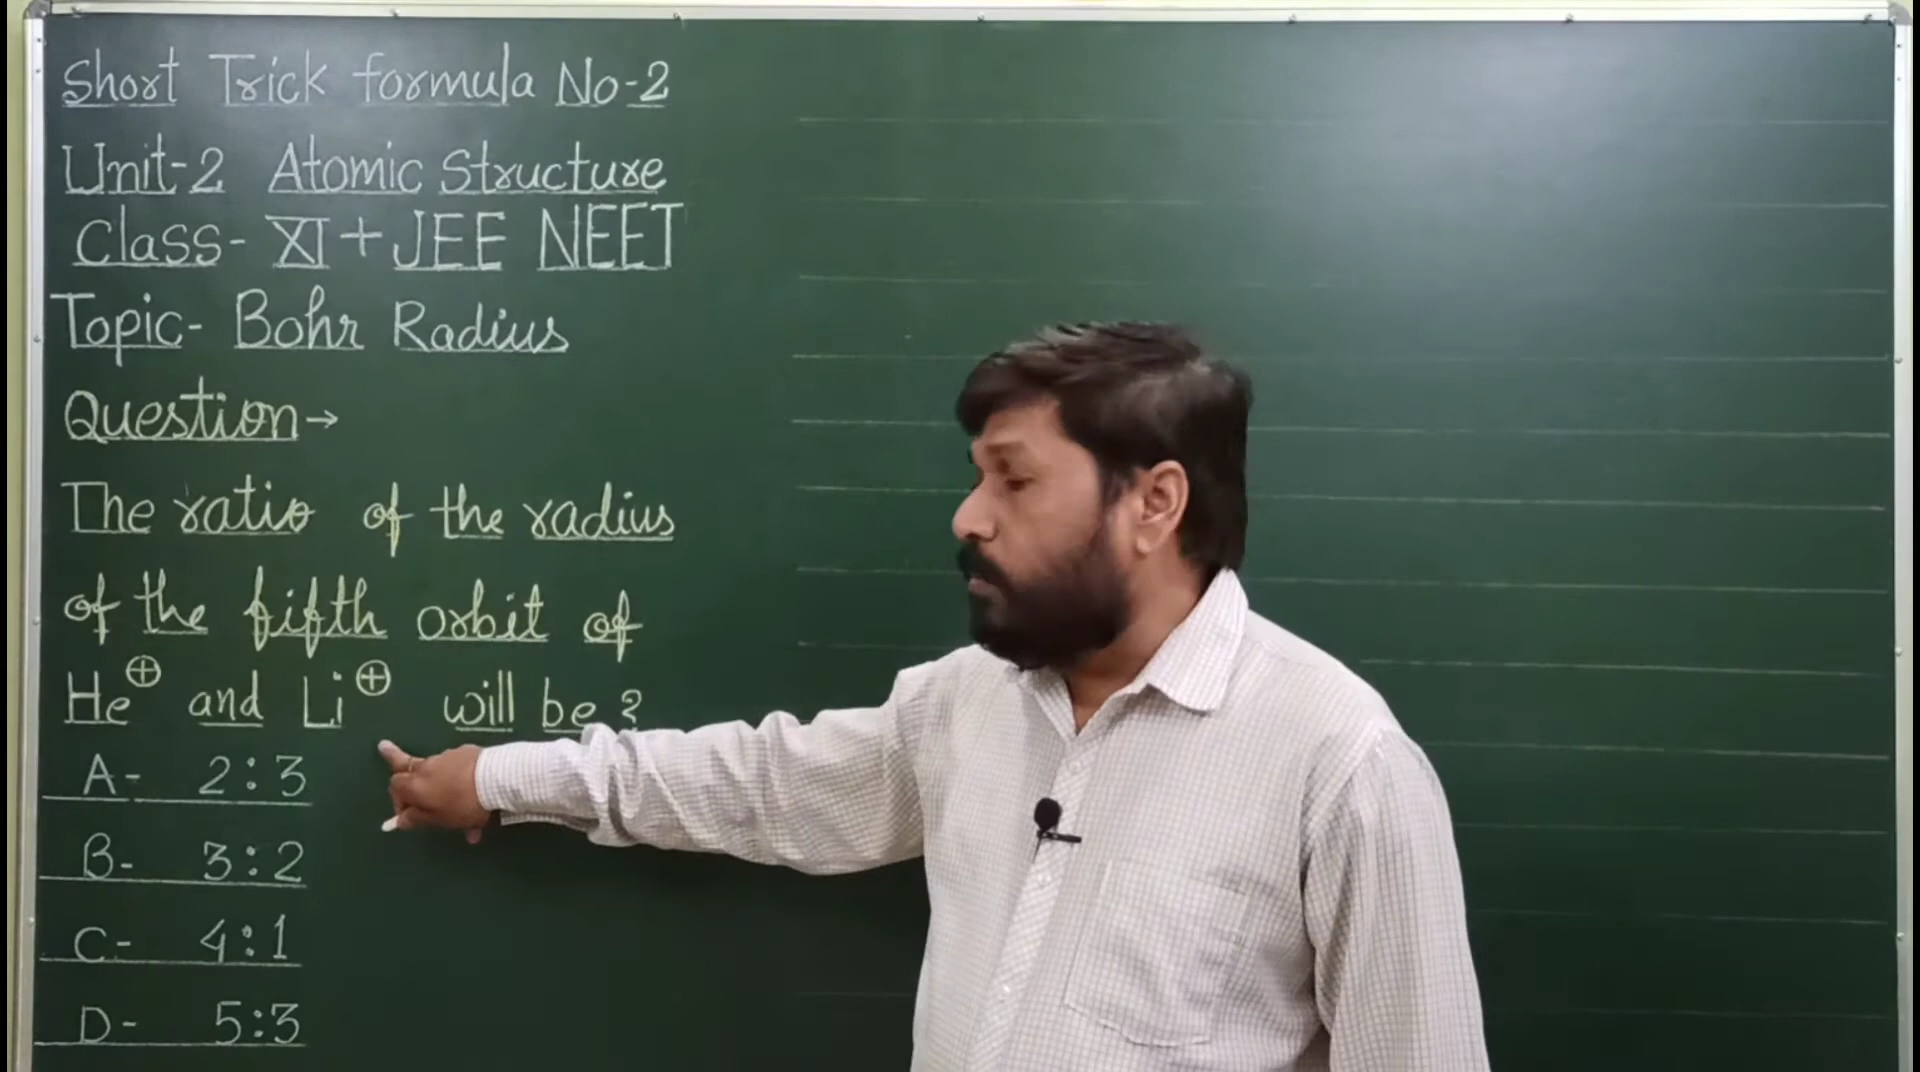 Short Trick formula No-2
Unit-2 Atomic Structure
Class- XI + JEE NEET
Topic- Bohr Radius
Question→
The ratio of the radius
of the fifth orbit of
He⊕ and Li⊕ will be?
A- 2:3
B- 3:2
C- 4:1
D- 5:3